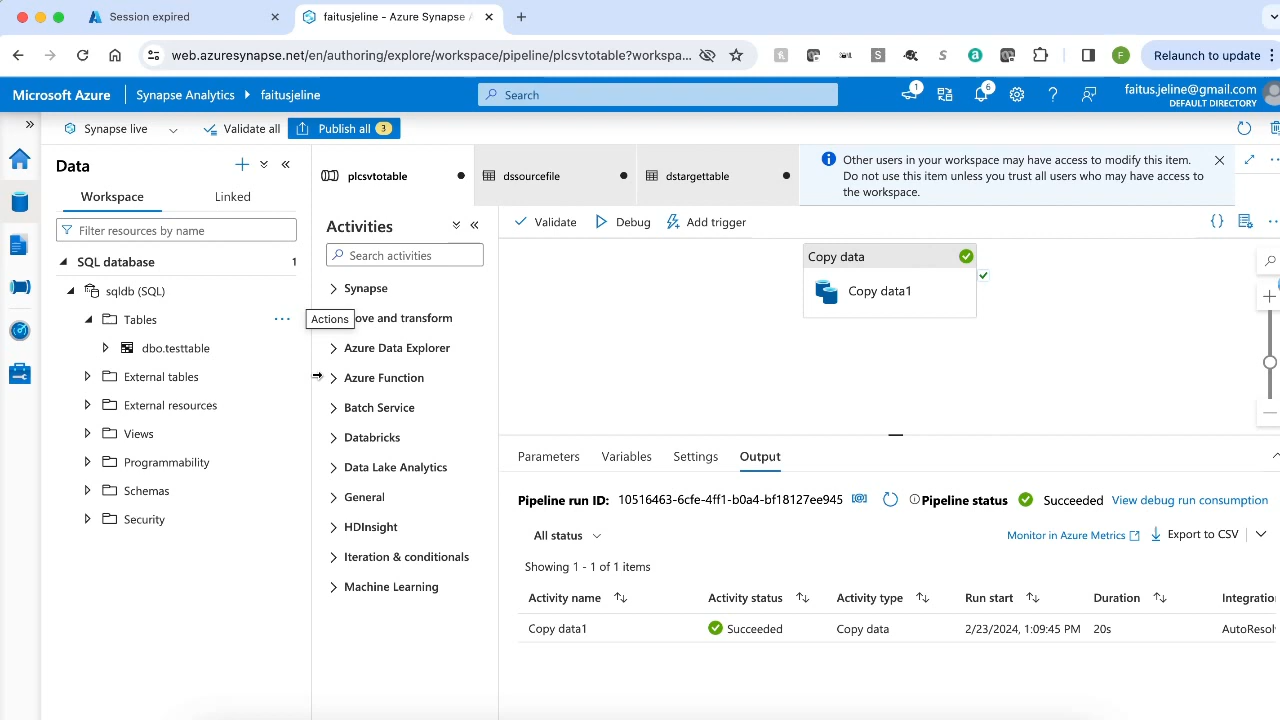 Session expired
faitusjeline - Azure Synapse A
web.azuresynapse.net/en/authoring/explore/workspace/pipeline/plcsvtotable?workspa...
F
Relaunch to update
Microsoft Azure
Synapse Analytics
faitusjeline
Search
1
6
faitus.jeline@gmail.com
DEFAULT DIRECTORY
Synapse live
Validate all
Publish all
3
Data
Workspace
Linked
Filter resources by name
SQL database
1
sqldb (SQL)
Tables
dbo.testtable
External tables
External resources
Views
Programmability
Schemas
Security
plcsvtotable
dssourcefile
dstargettable
Other users in your workspace may have access to modify this item.
Do not use this item unless you trust all users who may have access to
the workspace.
Activities
Search activities
Synapse
Actions
ove and transform
Azure Data Explorer
Azure Function
Batch Service
Databricks
Data Lake Analytics
General
HDInsight
Iteration & conditionals
Machine Learning
Validate
Debug
Add trigger
Copy data
Copy data1
Parameters
Variables
Settings
Output
Pipeline run ID: 10516463-6cfe-4ff1-b0a4-bf18127ee945
Pipeline status
Succeeded
View debug run consumption
All status
Monitor in Azure Metrics
Export to CSV
Showing 1 - 1 of 1 items
Activity name
Activity status
Activity type
Run start
Duration
Integratio
Copy data1
Succeeded
Copy data
2/23/2024, 1:09:45 PM
20s
AutoResol